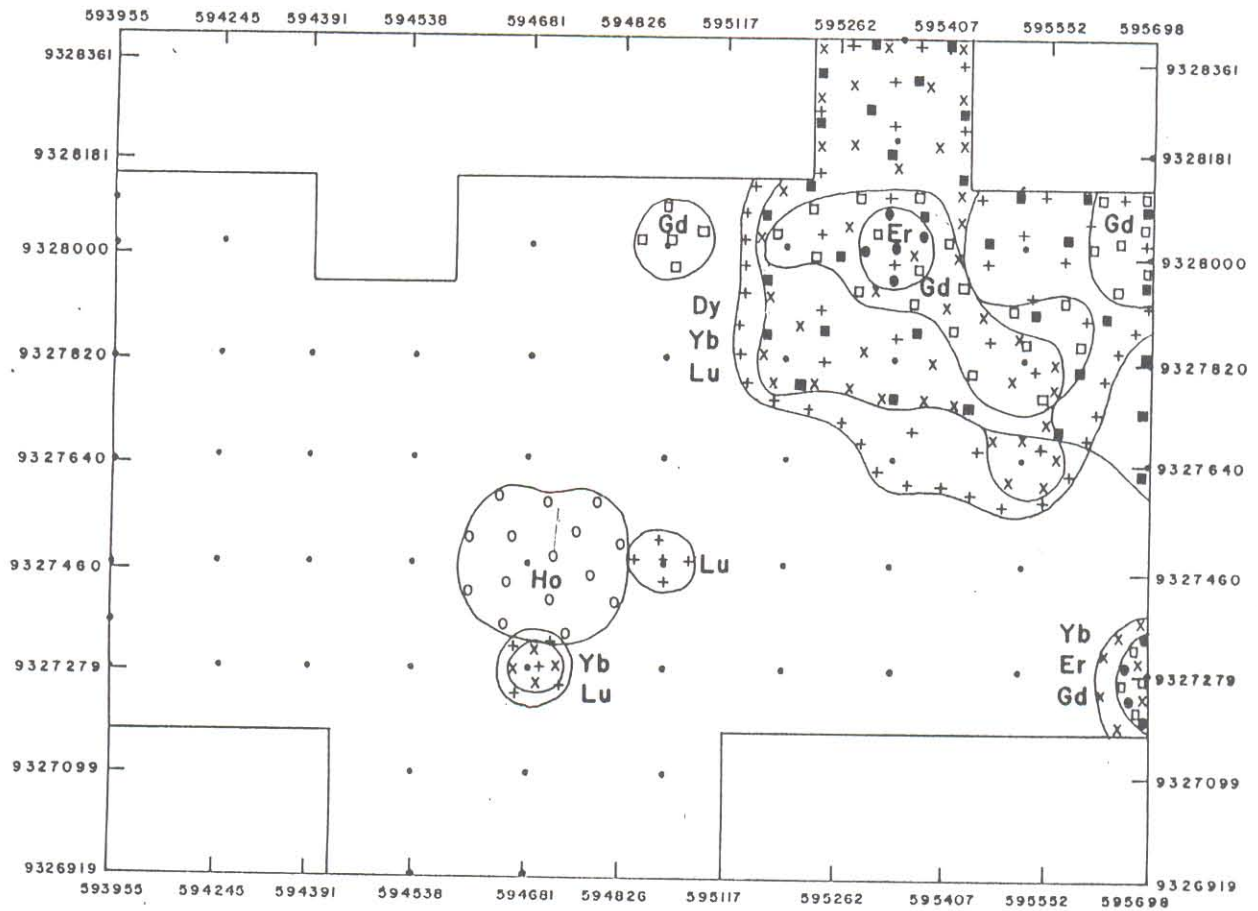 593955 594245 594391 594538 594681 594826 595117 595262 595407 595552 595698
9328361 9328361
9328181 9328181
Gd Er Gd
9328000 9328000
Gd
Dy
Yb
9327820 9327820
Lu
9327640 9327640
9327460 Ho Lu 9327460
Yb
9327279 Yb Er 9327279
Lu Gd
9327099 9327099
9326919 9326919
593955 594245 594391 594538 594681 594826 595117 595262 595407 595552 595698